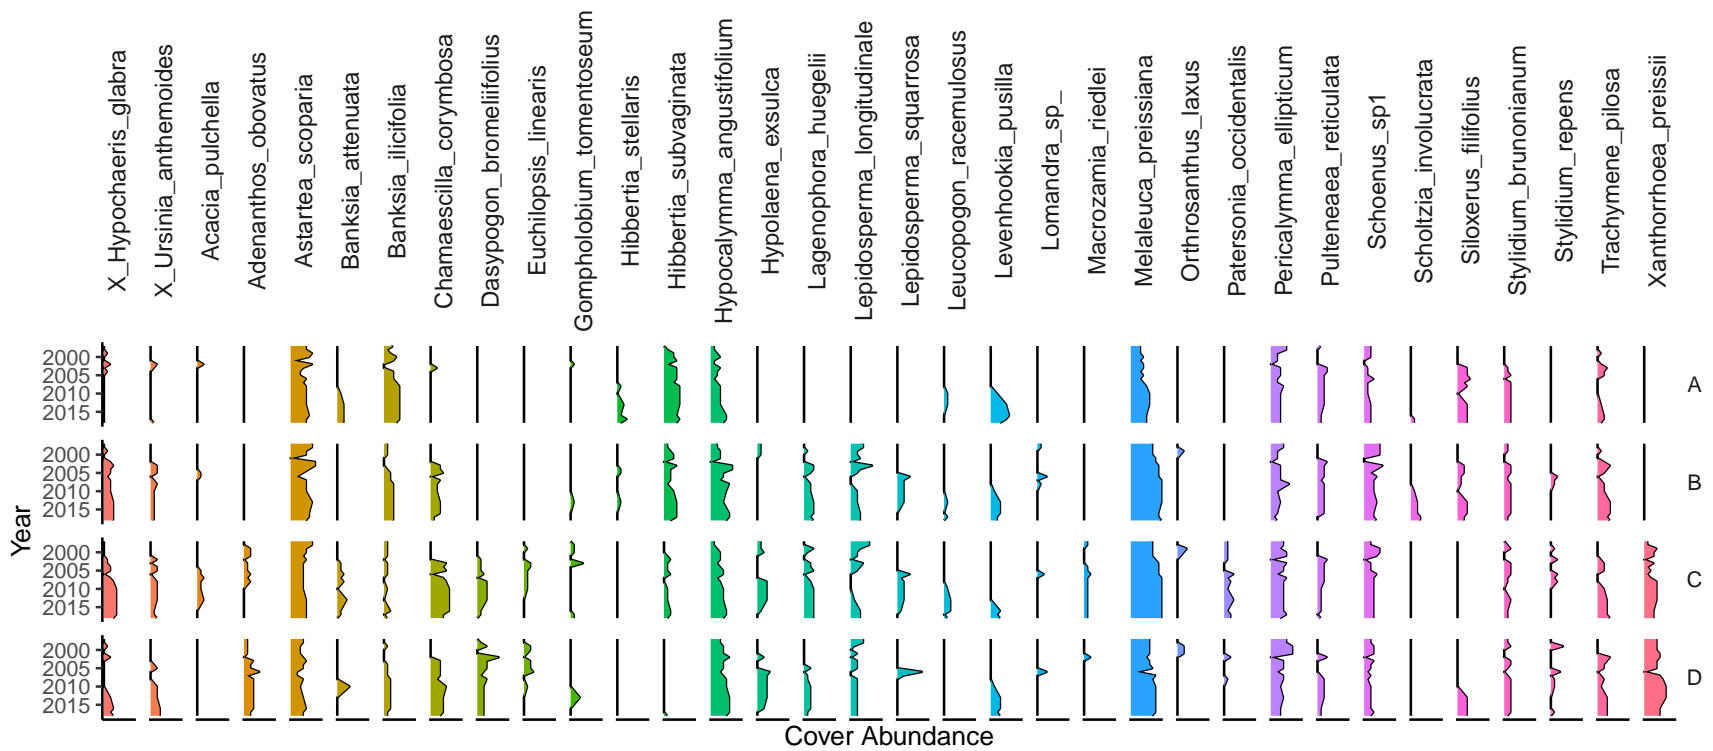 X_Hypochaeris_glabra
X_Ursinia_anthemoides
Acacia_pulchella
Adenanthos_obovatus
Astartea_scoparia
Banksia_attenuata
Banksia_ilicifolia
Chamaescilla_corymbosa
Dasypogon_bromeliifolius
Euchilopsis_linearis
Gompholobium_tomentoseum
Hibbertia_stellaris
Hibbertia_subvaginata
Hypocalymma_angustifolium
Hypolaena_exsulca
Lagenophora_huegelii
Lepidosperma_longitudinale
Lepidosperma_squarrosa
Leucopogon_racemulosus
Levenhookia_pusilla
Lomandra_sp_
Macrozamia_riedlei
Melaleuca_preissiana
Orthrosanthus_laxus
Patersonia_occidentalis
Pericalymma_ellipticum
Pulteneaea_reticulata
Schoenus_sp1
Scholtzia_involucrata
Siloxerus_filifolius
Stylidium_brunonianum
Stylidium_repens
Trachymene_pilosa
Xanthorrhoea_preissii
Year
2000
2005
2010
2015
A
2000
2005
2010
2015
B
2000
2005
2010
2015
C
2000
2005
2010
2015
D
Cover Abundance